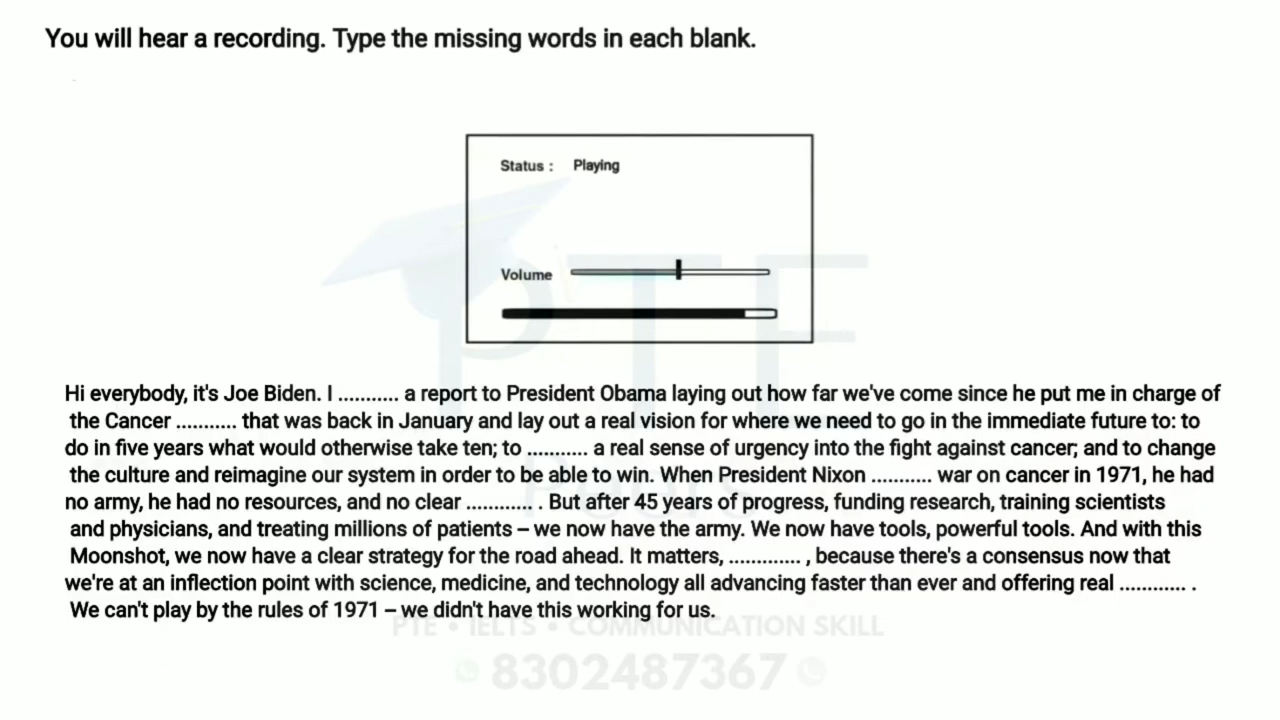 You will hear a recording. Type the missing words in each blank.
Status : Playing
Volume
Hi everybody, it's Joe Biden. I ........... a report to President Obama laying out how far we've come since he put me in charge of
the Cancer ........... that was back in January and lay out a real vision for where we need to go in the immediate future to: to
do in five years what would otherwise take ten; to ........... a real sense of urgency into the fight against cancer; and to change
the culture and reimagine our system in order to be able to win. When President Nixon ........... war on cancer in 1971, he had
no army, he had no resources, and no clear ............ . But after 45 years of progress, funding research, training scientists
and physicians, and treating millions of patients – we now have the army. We now have tools, powerful tools. And with this
Moonshot, we now have a clear strategy for the road ahead. It matters, ............. , because there's a consensus now that
we're at an inflection point with science, medicine, and technology all advancing faster than ever and offering real ............ .
We can't play by the rules of 1971 – we didn't have this working for us.
PTE • IELTS • COMMUNICATION SKILL
8302487367
PTE